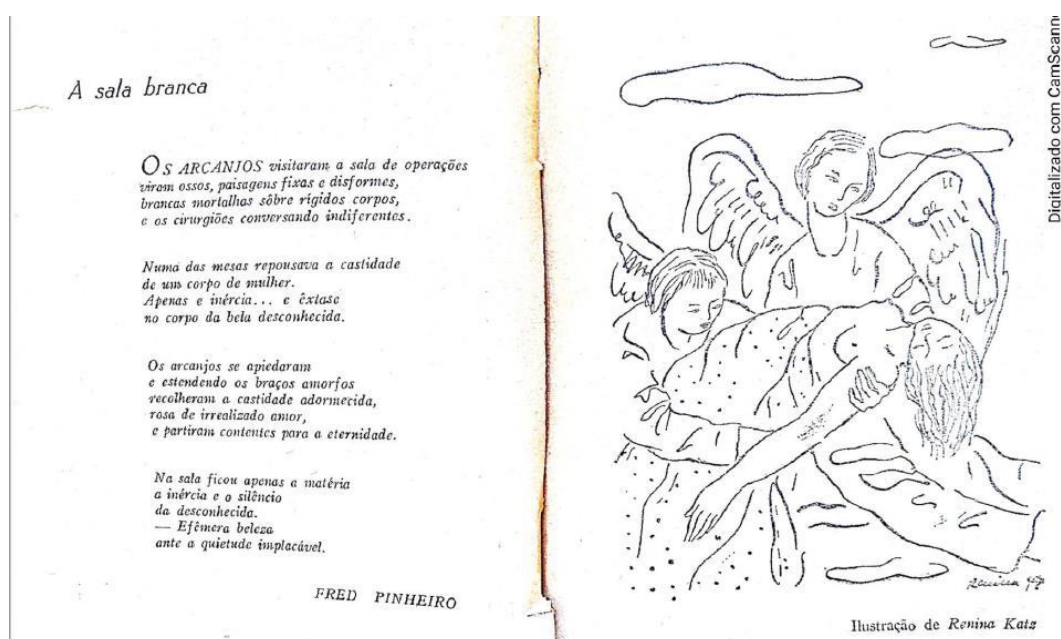 A sala branca
OS ARCANJOS visitaram a sala de operações
viram ossos, paisagens fixas e disformes,
brancas mortalhas sôbre rígidos corpos,
e os cirurgiões conversando indiferentes.
Numa das mesas repousava a castidade
de um corpo de mulher.
Apenas e inércia... e êxtase
no corpo da bela desconhecida.
Os arcanjos se apiedaram
e estendendo os braços amorfos
recolheram a castidade adormecida,
rosa de irrealizado amor,
e partiram contentes para a eternidade.
Na sala ficou apenas a matéria
a inércia e o silêncio
da desconhecida.
— Efêmera beleza
ante a quietude implacável.
FRED PINHEIRO
Renina 47
Ilustração de Renina Katz
Digitalizado com CamScanne